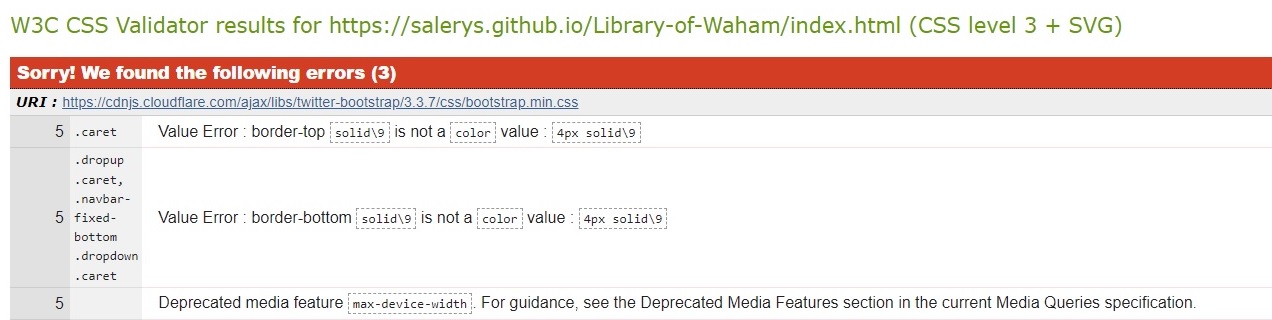 W3C CSS Validator results for https://salerys.github.io/Library-of-Waham/index.html (CSS level 3 + SVG)
Sorry! We found the following errors (3)
URI : https://cdnjs.cloudflare.com/ajax/libs/twitter-bootstrap/3.3.7/css/bootstrap.min.css
5 .caret Value Error : border-top solid\9 is not a color value : 4px solid\9
.dropup
.caret,
.navbar-
5 fixed- Value Error : border-bottom solid\9 is not a color value : 4px solid\9
bottom
.dropdown
.caret
5 Deprecated media feature max-device-width. For guidance, see the Deprecated Media Features section in the current Media Queries specification.